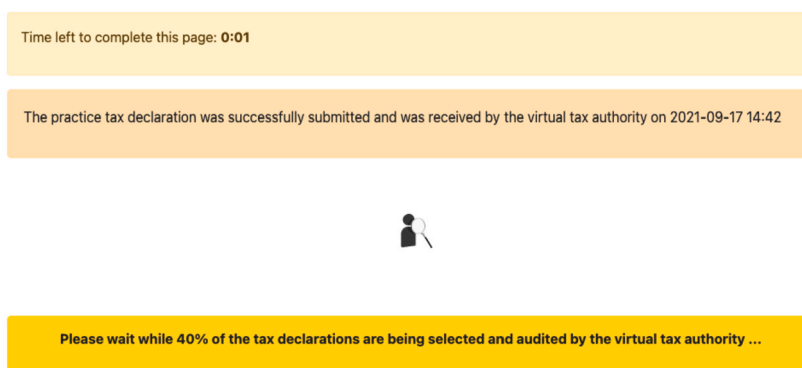 Time left to complete this page: 0:01
The practice tax declaration was successfully submitted and was received by the virtual tax authority on 2021-09-17 14:42
Please wait while 40% of the tax declarations are being selected and audited by the virtual tax authority ...